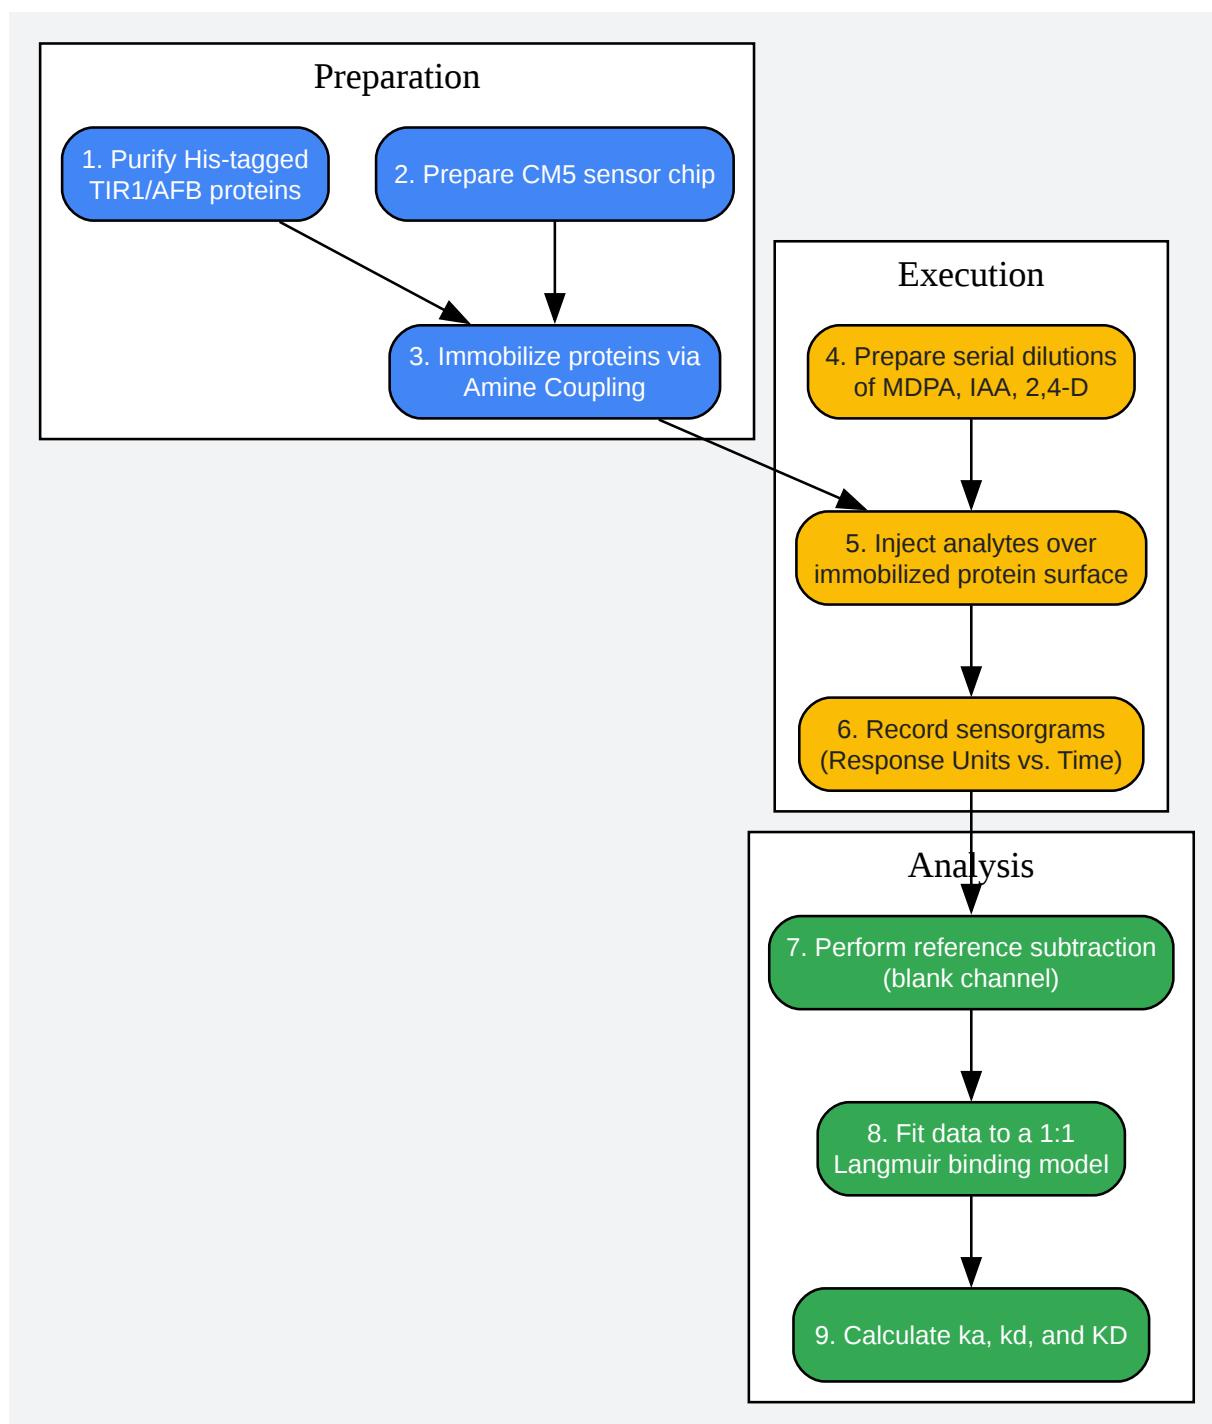 Preparation
1. Purify His-tagged
TIR1/AFB proteins
2. Prepare CM5 sensor chip
3. Immobilize proteins via
Amine Coupling
Execution
4. Prepare serial dilutions
of MDPA, IAA, 2,4-D
5. Inject analytes over
immobilized protein surface
6. Record sensorgrams
(Response Units vs. Time)
Analysis
7. Perform reference subtraction
(blank channel)
8. Fit data to a 1:1
Langmuir binding model
9. Calculate ka, kd, and KD